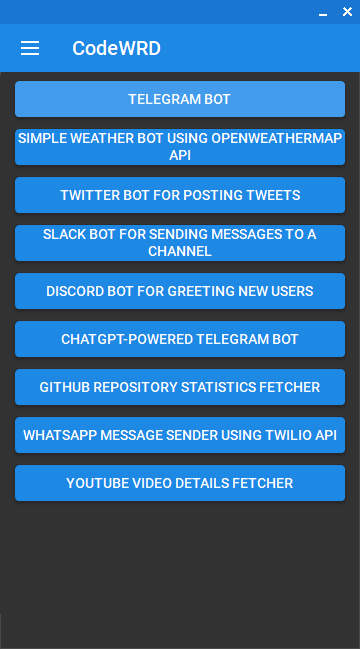 CodeWRD
TELEGRAM BOT
SIMPLE WEATHER BOT USING OPENWEATHERMAP
API
TWITTER BOT FOR POSTING TWEETS
SLACK BOT FOR SENDING MESSAGES TO A
CHANNEL
DISCORD BOT FOR GREETING NEW USERS
CHATGPT-POWERED TELEGRAM BOT
GITHUB REPOSITORY STATISTICS FETCHER
WHATSAPP MESSAGE SENDER USING TWILIO API
YOUTUBE VIDEO DETAILS FETCHER